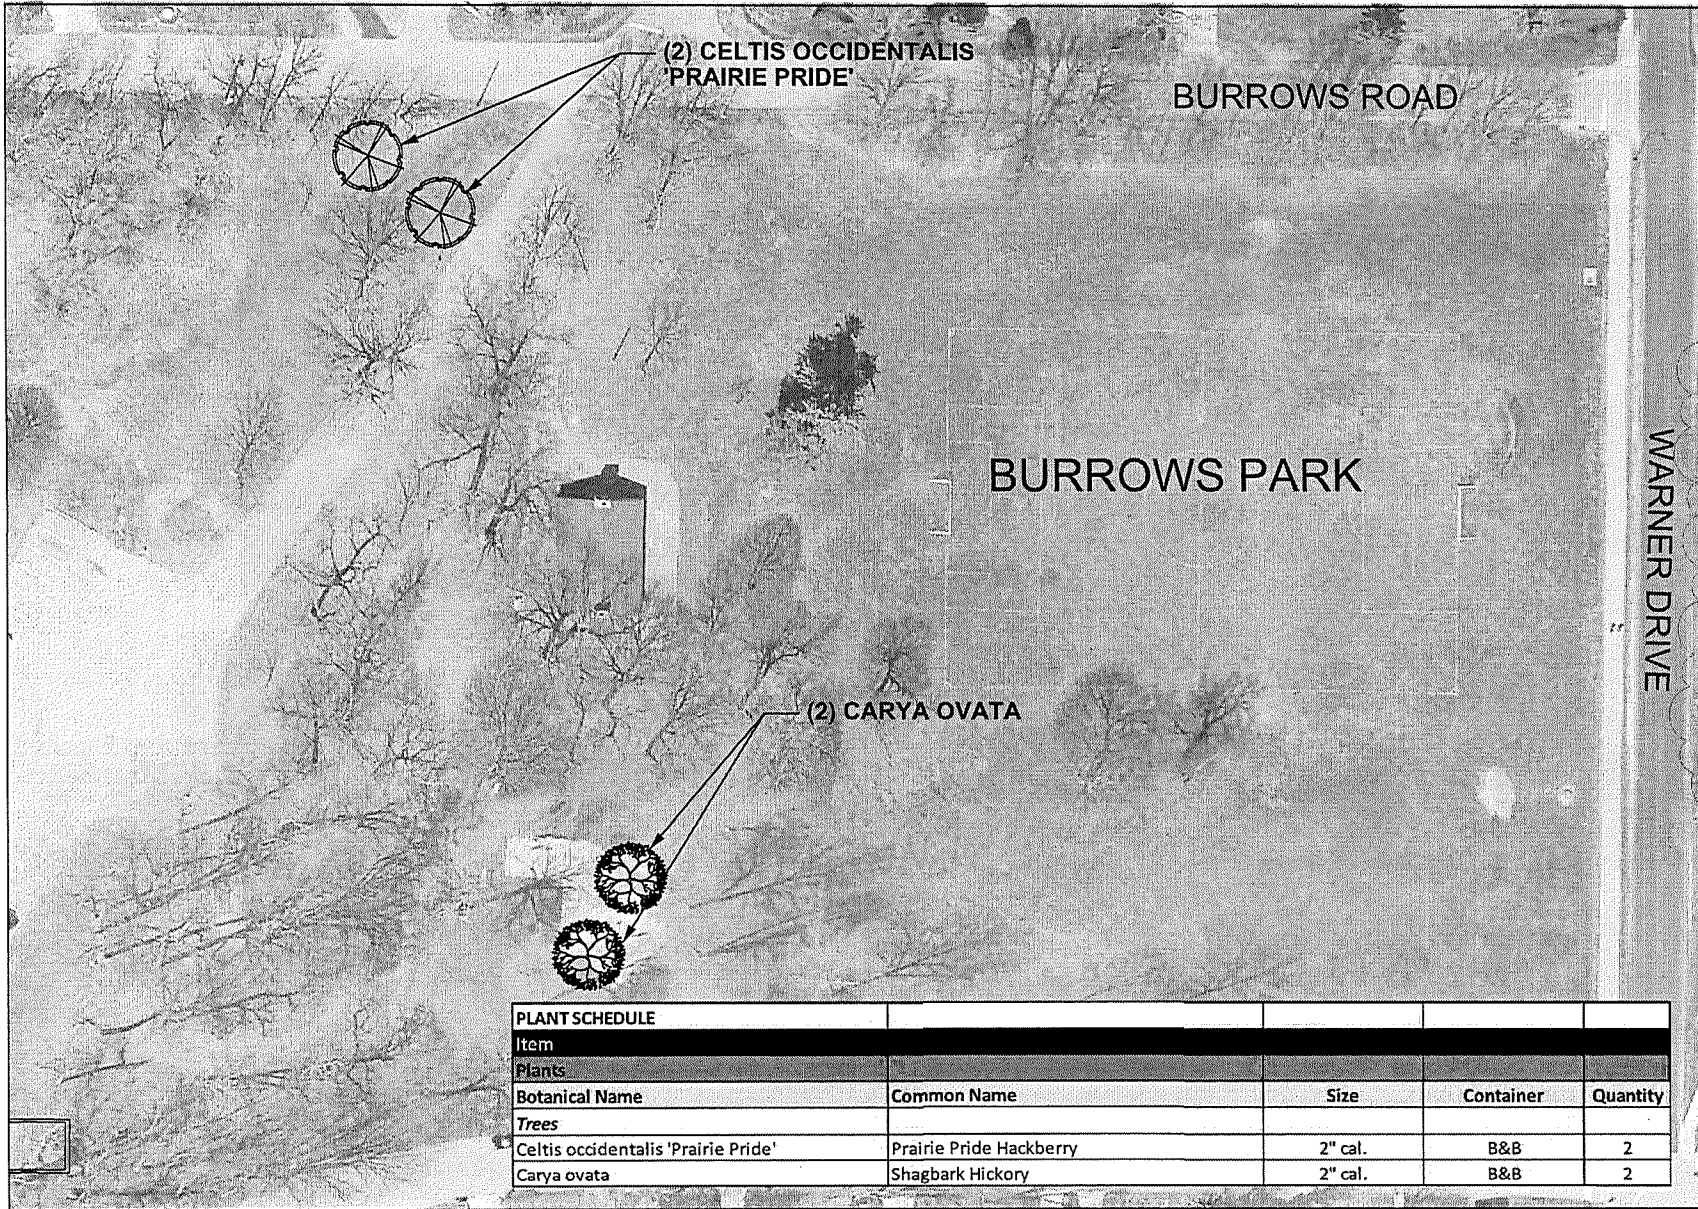 (2) CELTIS OCCIDENTALIS
'PRAIRIE PRIDE'
BURROWS ROAD
BURROWS PARK
WARNER DRIVE
(2) CARYA OVATA
PLANT SCHEDULE
Item
Plants
Botanical Name Common Name Size Container Quantity
Trees
Celtis occidentalis 'Prairie Pride' Prairie Pride Hackberry 2" cal. B&B 2
Carya ovata Shagbark Hickory 2" cal. B&B 2